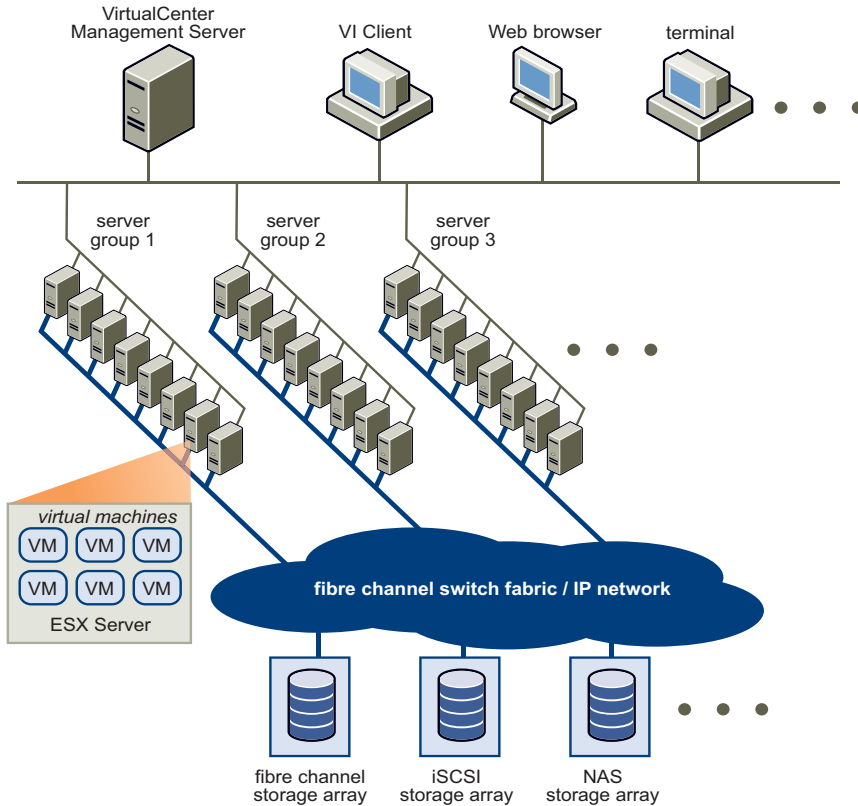 VirtualCenter
Management Server
VI Client
Web browser
terminal
server
group 1
server
group 2
server
group 3
virtual machines
VM VM VM
VM VM VM
ESX Server
fibre channel switch fabric / IP network
fibre channel
storage array
iSCSI
storage array
NAS
storage array